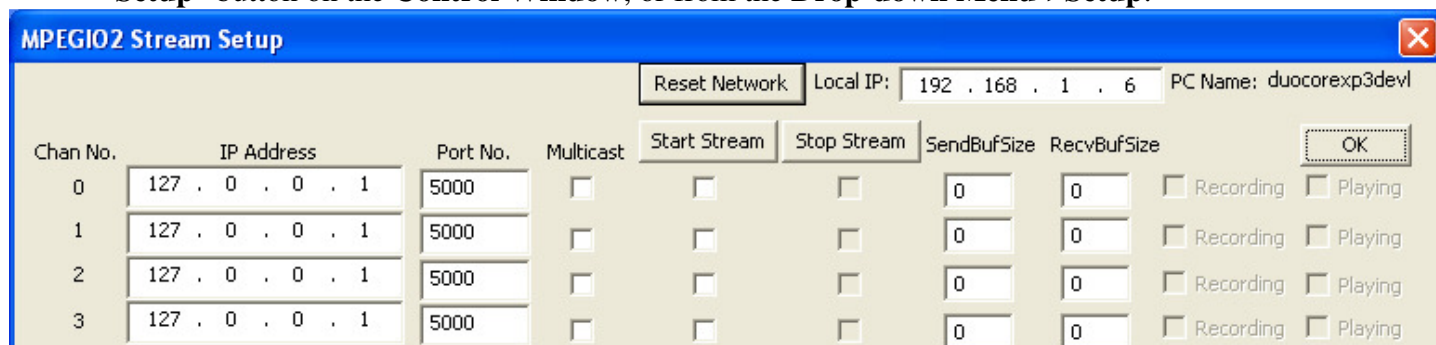 MPEGIO2 Stream Setup
Reset Network Local IP: 192 . 168 . 1 . 6 PC Name: duocorexp3devl
Chan No. IP Address Port No. Multicast Start Stream Stop Stream SendBufSize RecvBufSize OK
0 127 . 0 . 0 . 1 5000 0 0 Recording Playing
1 127 . 0 . 0 . 1 5000 0 0 Recording Playing
2 127 . 0 . 0 . 1 5000 0 0 Recording Playing
3 127 . 0 . 0 . 1 5000 0 0 Recording Playing